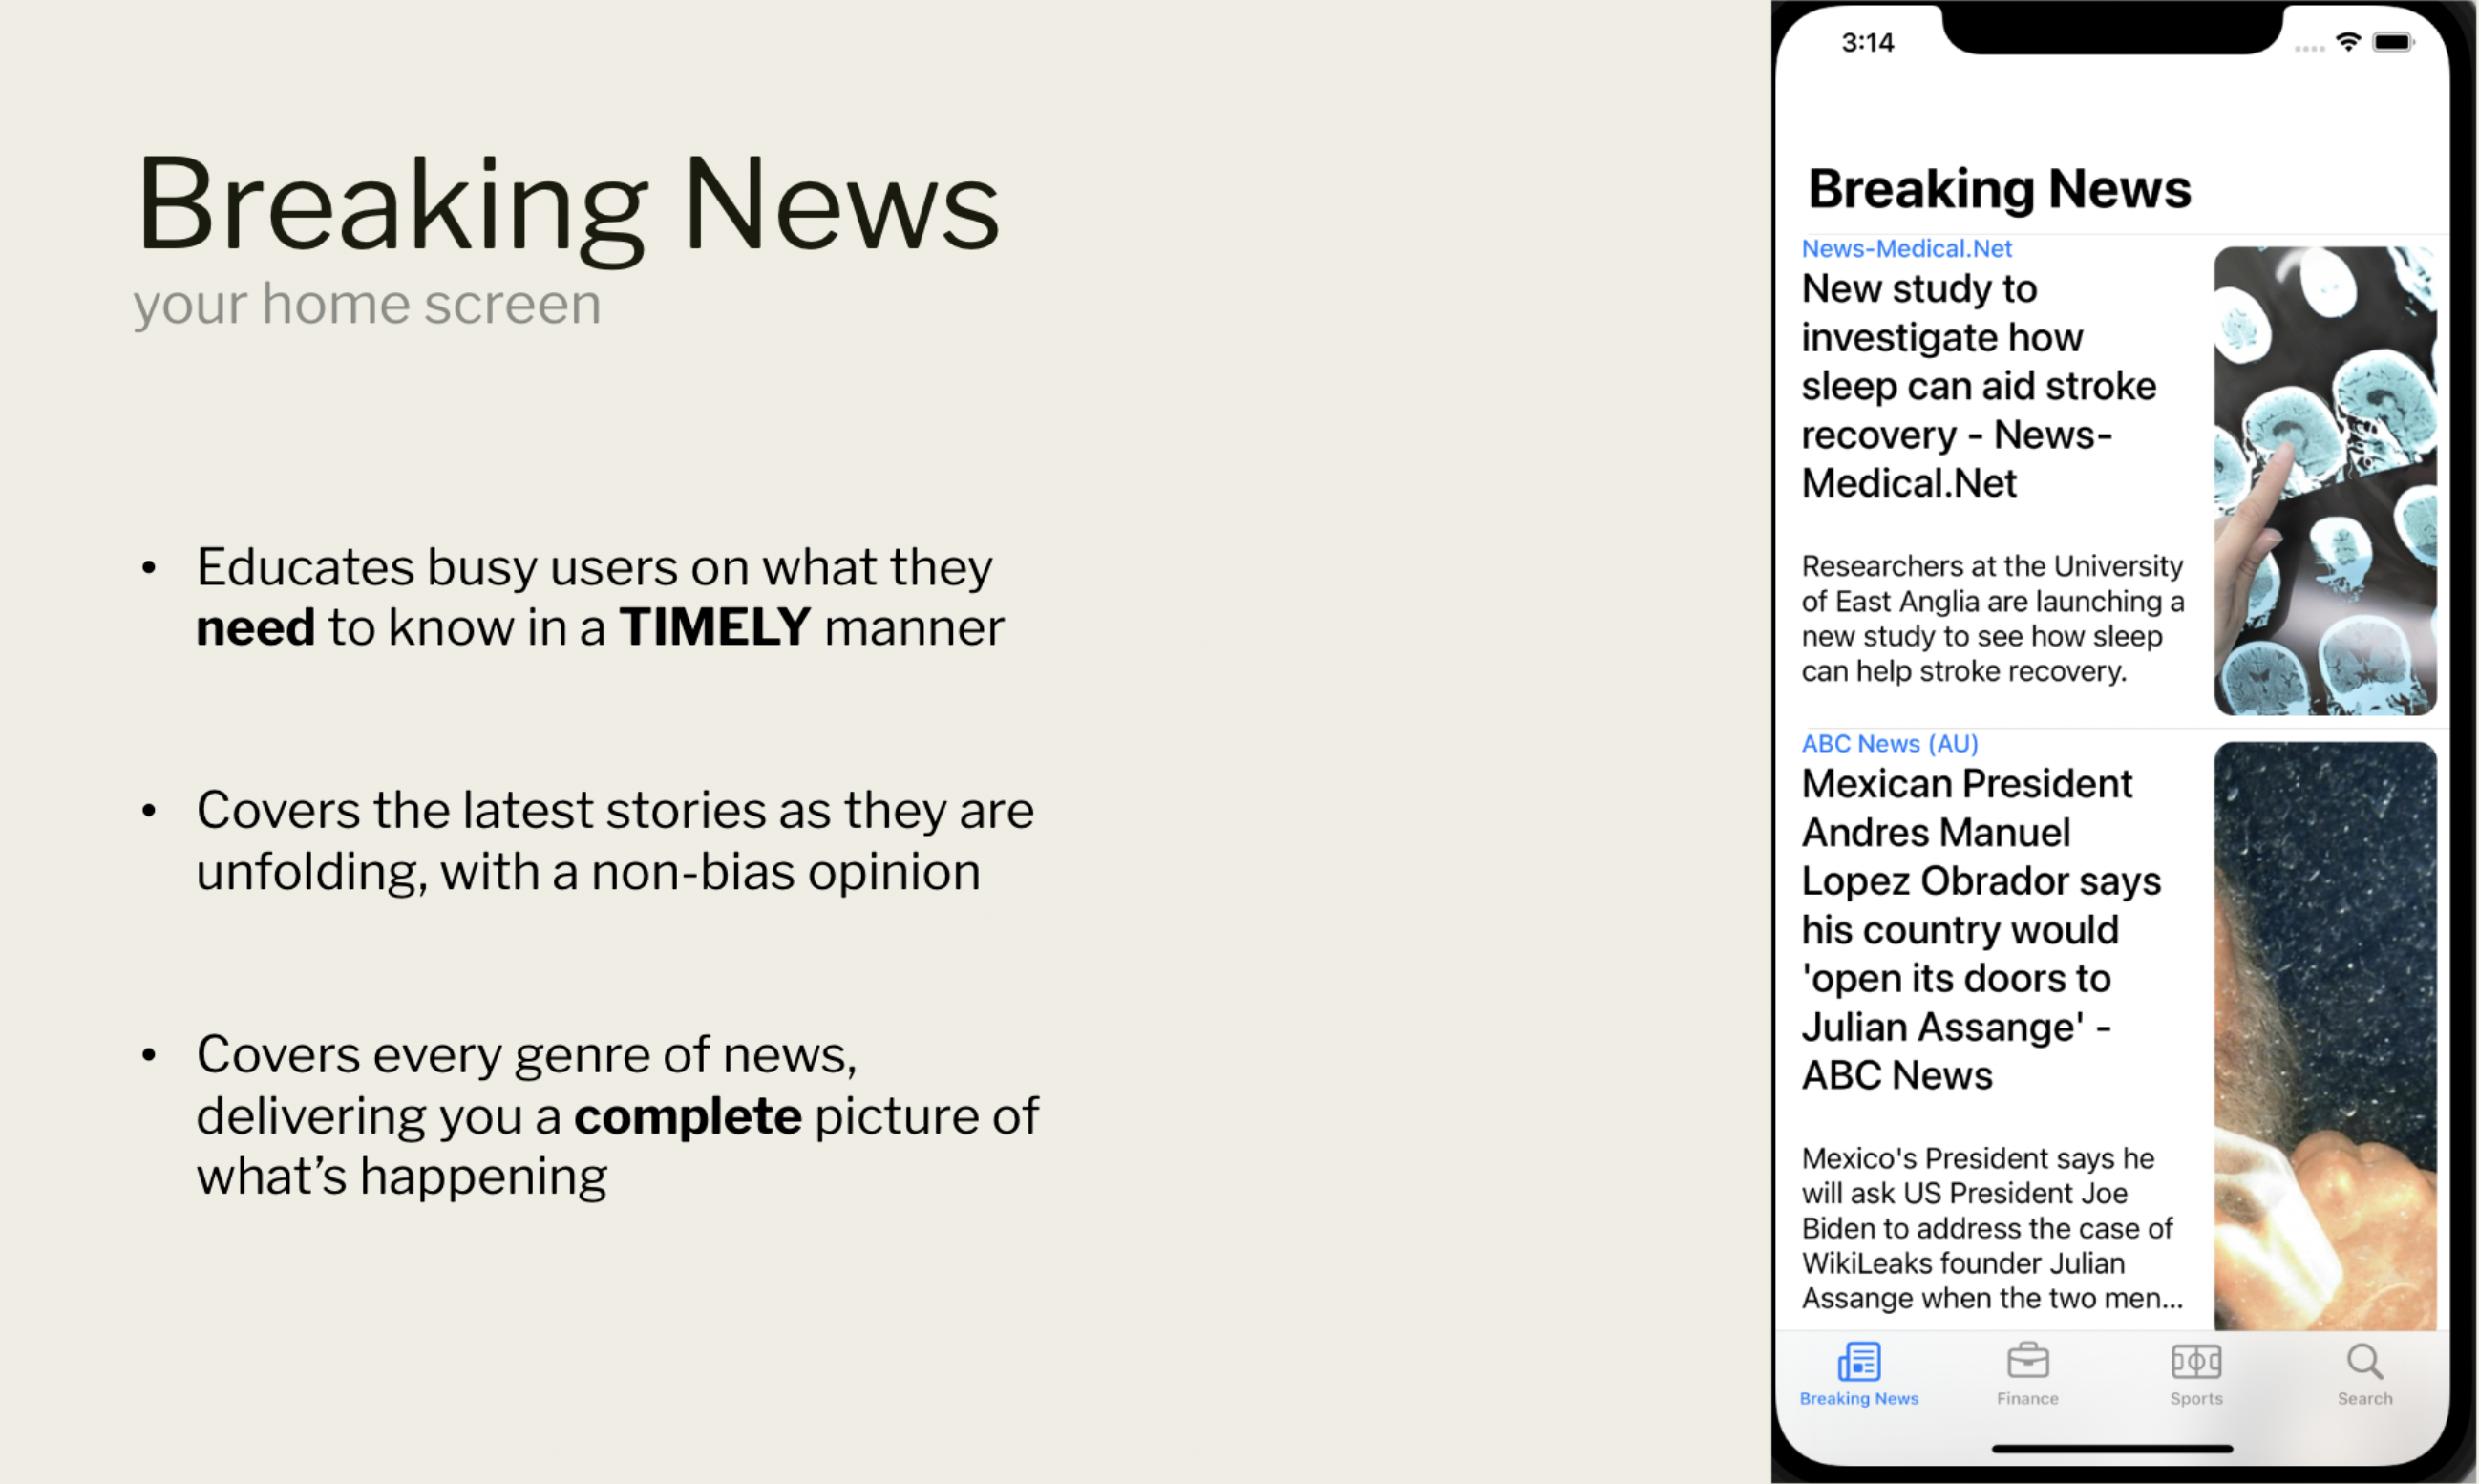 Breaking News
your home screen
• Educates busy users on what they
need to know in a TIMELY manner
• Covers the latest stories as they are
unfolding, with a non-bias opinion
• Covers every genre of news,
delivering you a complete picture of
what’s happening
3:14
Breaking News
News-Medical.Net
New study to
investigate how
sleep can aid stroke
recovery - News-
Medical.Net
Researchers at the University
of East Anglia are launching a
new study to see how sleep
can help stroke recovery.
ABC News (AU)
Mexican President
Andres Manuel
Lopez Obrador says
his country would
'open its doors to
Julian Assange' -
ABC News
Mexico's President says he
will ask US President Joe
Biden to address the case of
WikiLeaks founder Julian
Assange when the two men...
Breaking News
Finance
Sports
Search